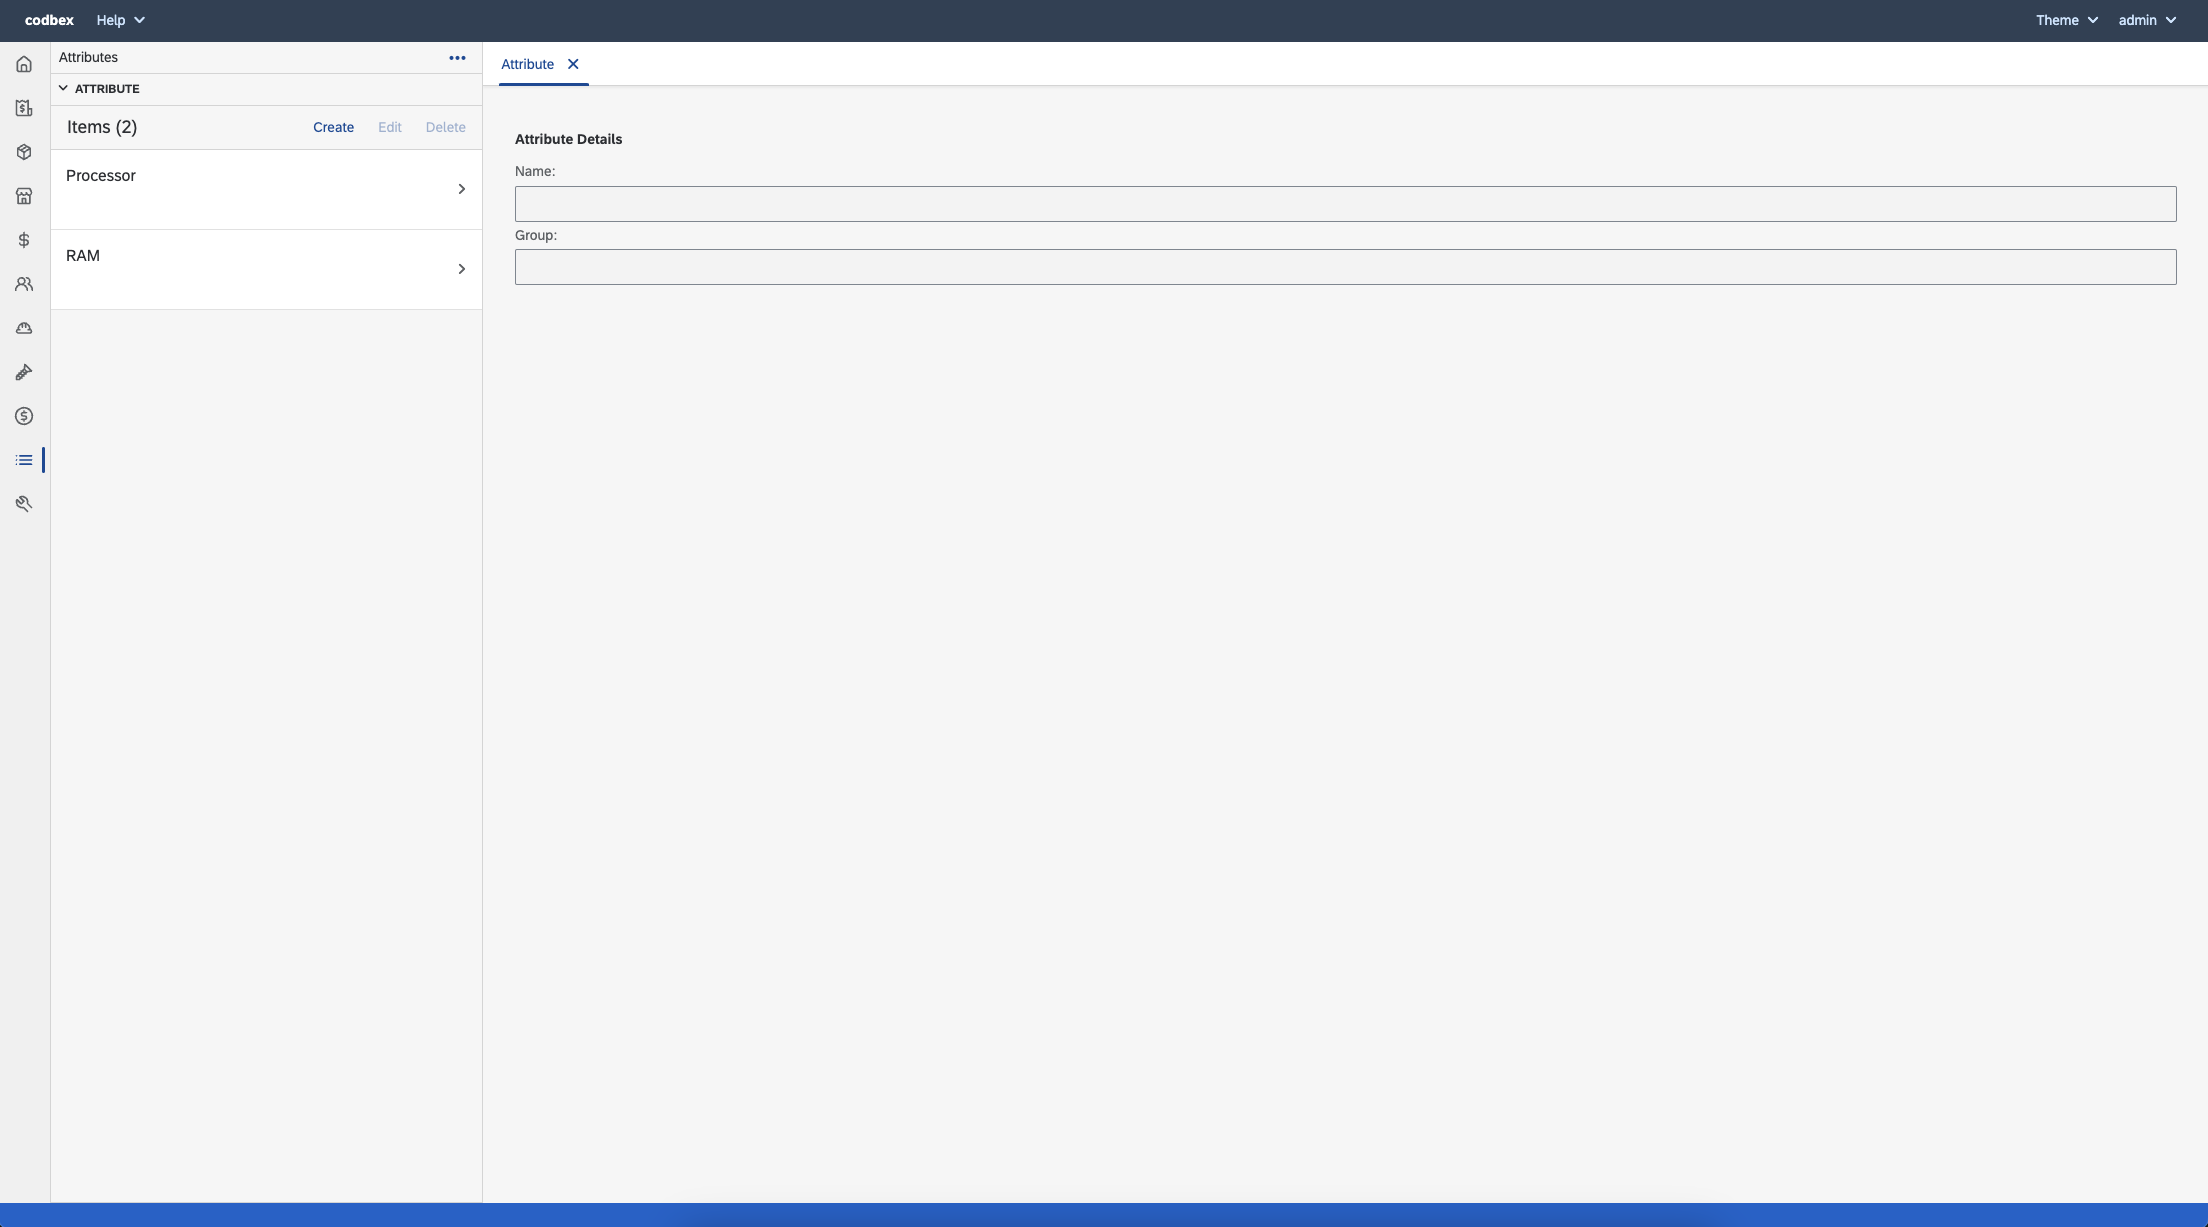 codbex Help Theme admin
Attributes
ATTRIBUTE
Items (2) Create Edit Delete
Processor
RAM
Attribute
Attribute Details
Name:
Group: